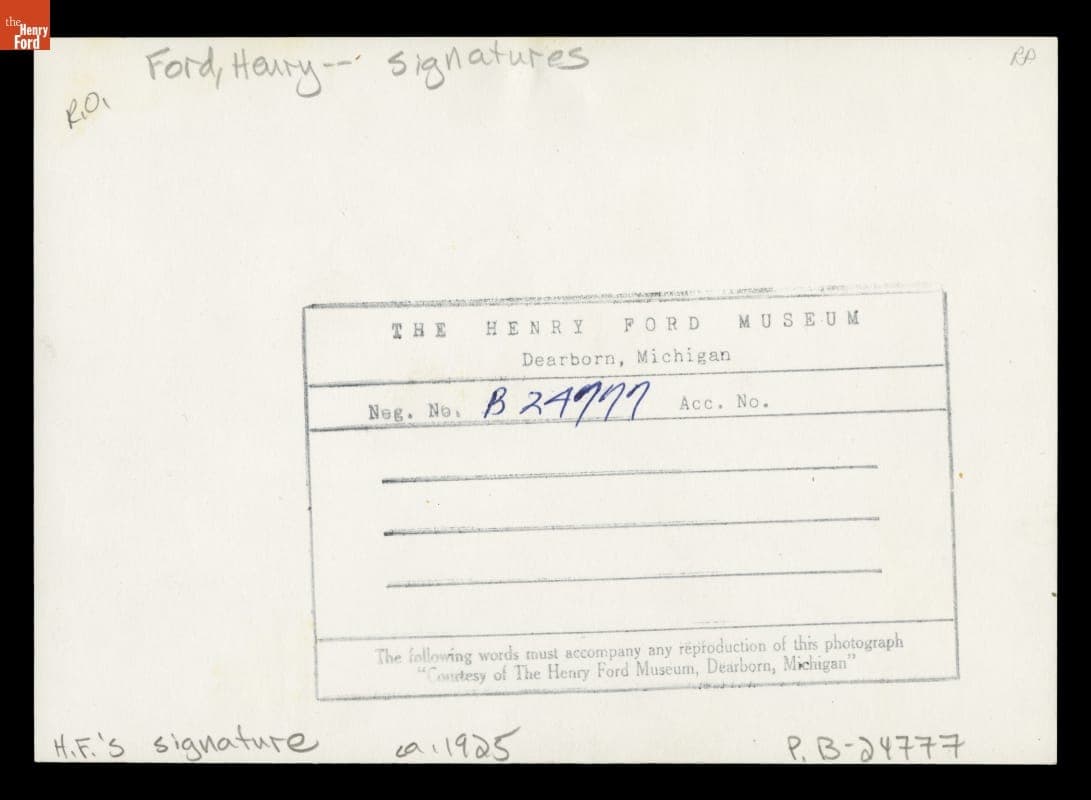 the
Henry
Ford
Ford, Henry-- signatures
RP
R.O.
THE HENRY FORD MUSEUM
Dearborn, Michigan
Neg. No. B 24777 Acc. No.
The following words must accompany any reproduction of this photograph
"Courtesy of The Henry Ford Museum, Dearborn, Michigan"
H.F.'s signature ca. 1925 P. B-24777